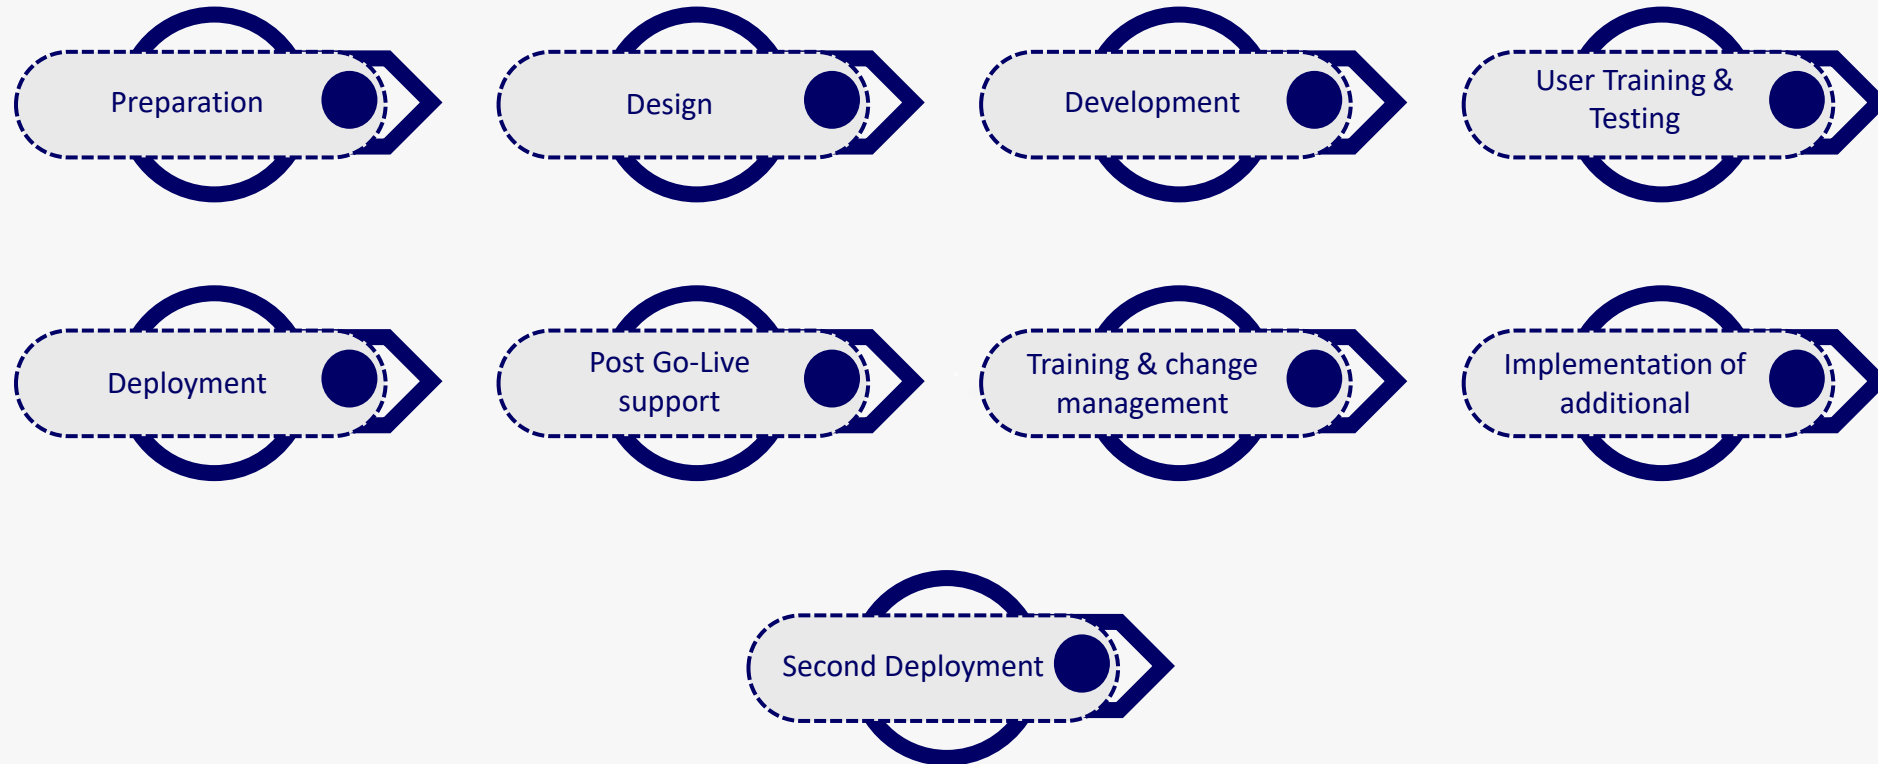 Preparation
Design
Development
User Training &
Testing
Deployment
Post Go-Live
support
Training & change
management
Implementation of
additional
Second Deployment